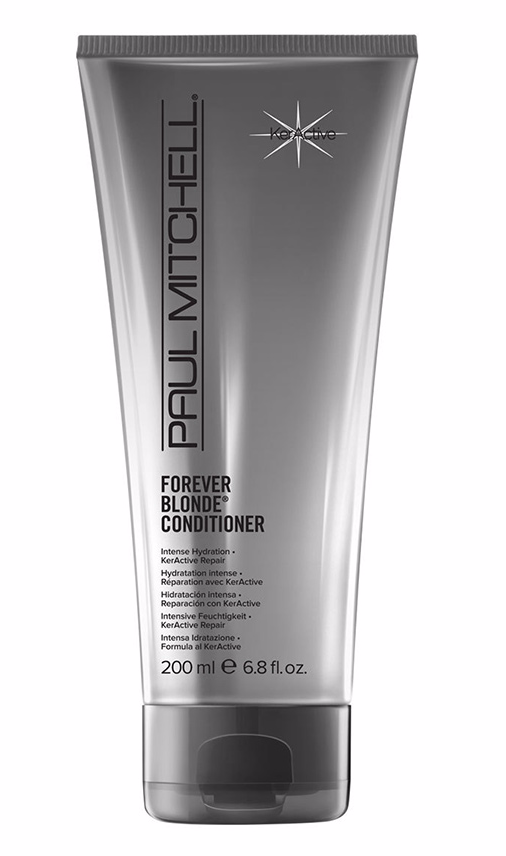 KerActive
PAUL MITCHELL®
FOREVER
BLONDE®
CONDITIONER
Intense Hydration •
KerActive Repair
Hydratation intense •
Réparation avec KerActive
Hidratación intensa •
Reparación con KerActive
Intensive Feuchtigkeit •
KerActive Repair
Intensa Idratazione •
Formula al KerActive
200 ml ℮ 6.8 fl. oz.